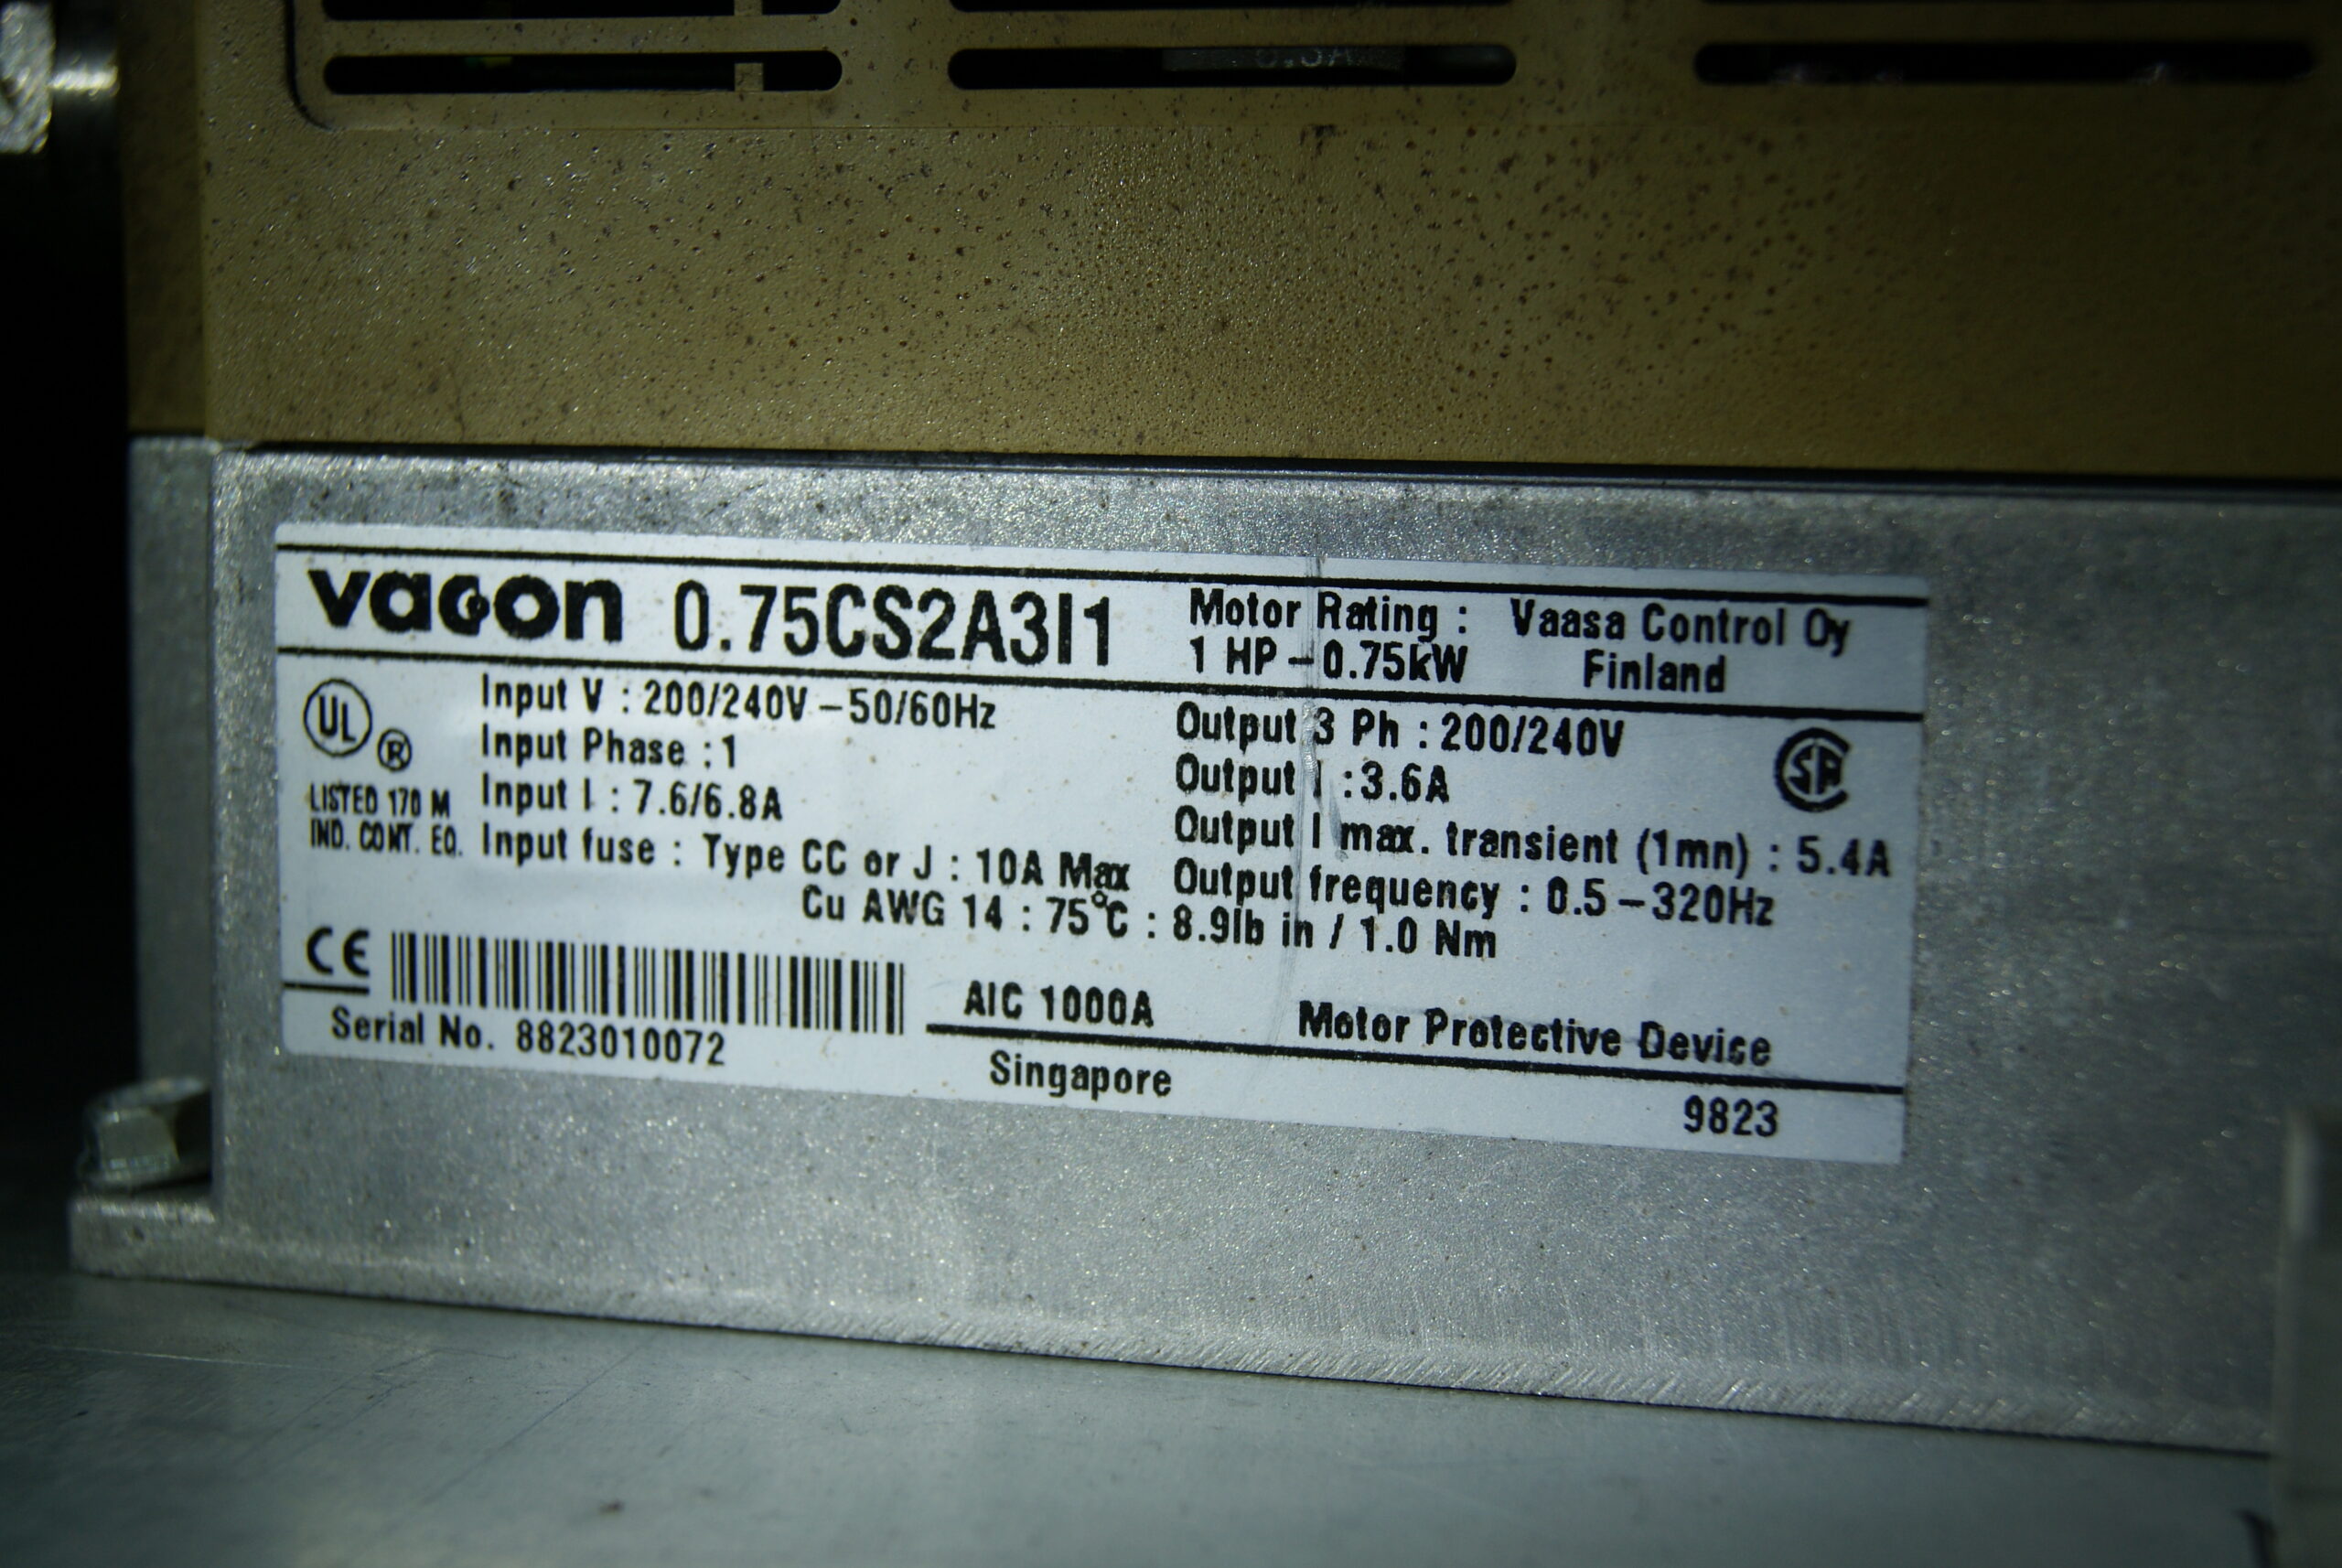 VACON 0.75CS2A3I1
Motor Rating :
1 HP – 0.75kW
Vaasa Control Oy
Finland
UL ®
LISTED 170 M
IND. CONT. EQ.
Input V : 200/240V – 50/60Hz
Input Phase : 1
Input I : 7.6/6.8A
Input fuse : Type CC or J : 10A Max
Cu AWG 14 : 75°C : 8.9lb in / 1.0 Nm
Output 3 Ph : 200/240V
Output I : 3.6A
Output I max. transient (1mn) : 5.4A
Output frequency : 0.5 – 320Hz
SA
CE
AIC 1000A
Motor Protective Device
Serial No. 8823010072
Singapore
9823